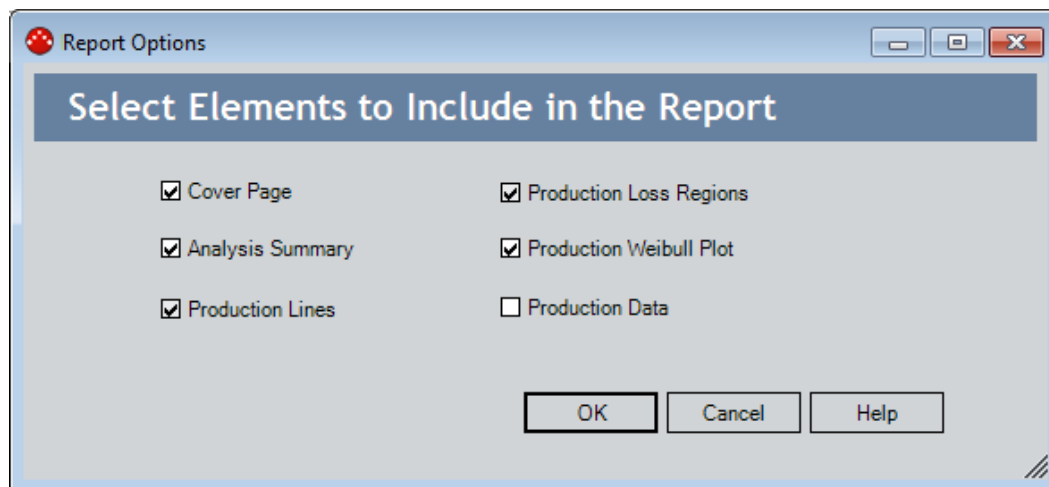 Report Options
Select Elements to Include in the Report
Cover Page
Production Loss Regions
Analysis Summary
Production Weibull Plot
Production Lines
Production Data
OK
Cancel
Help